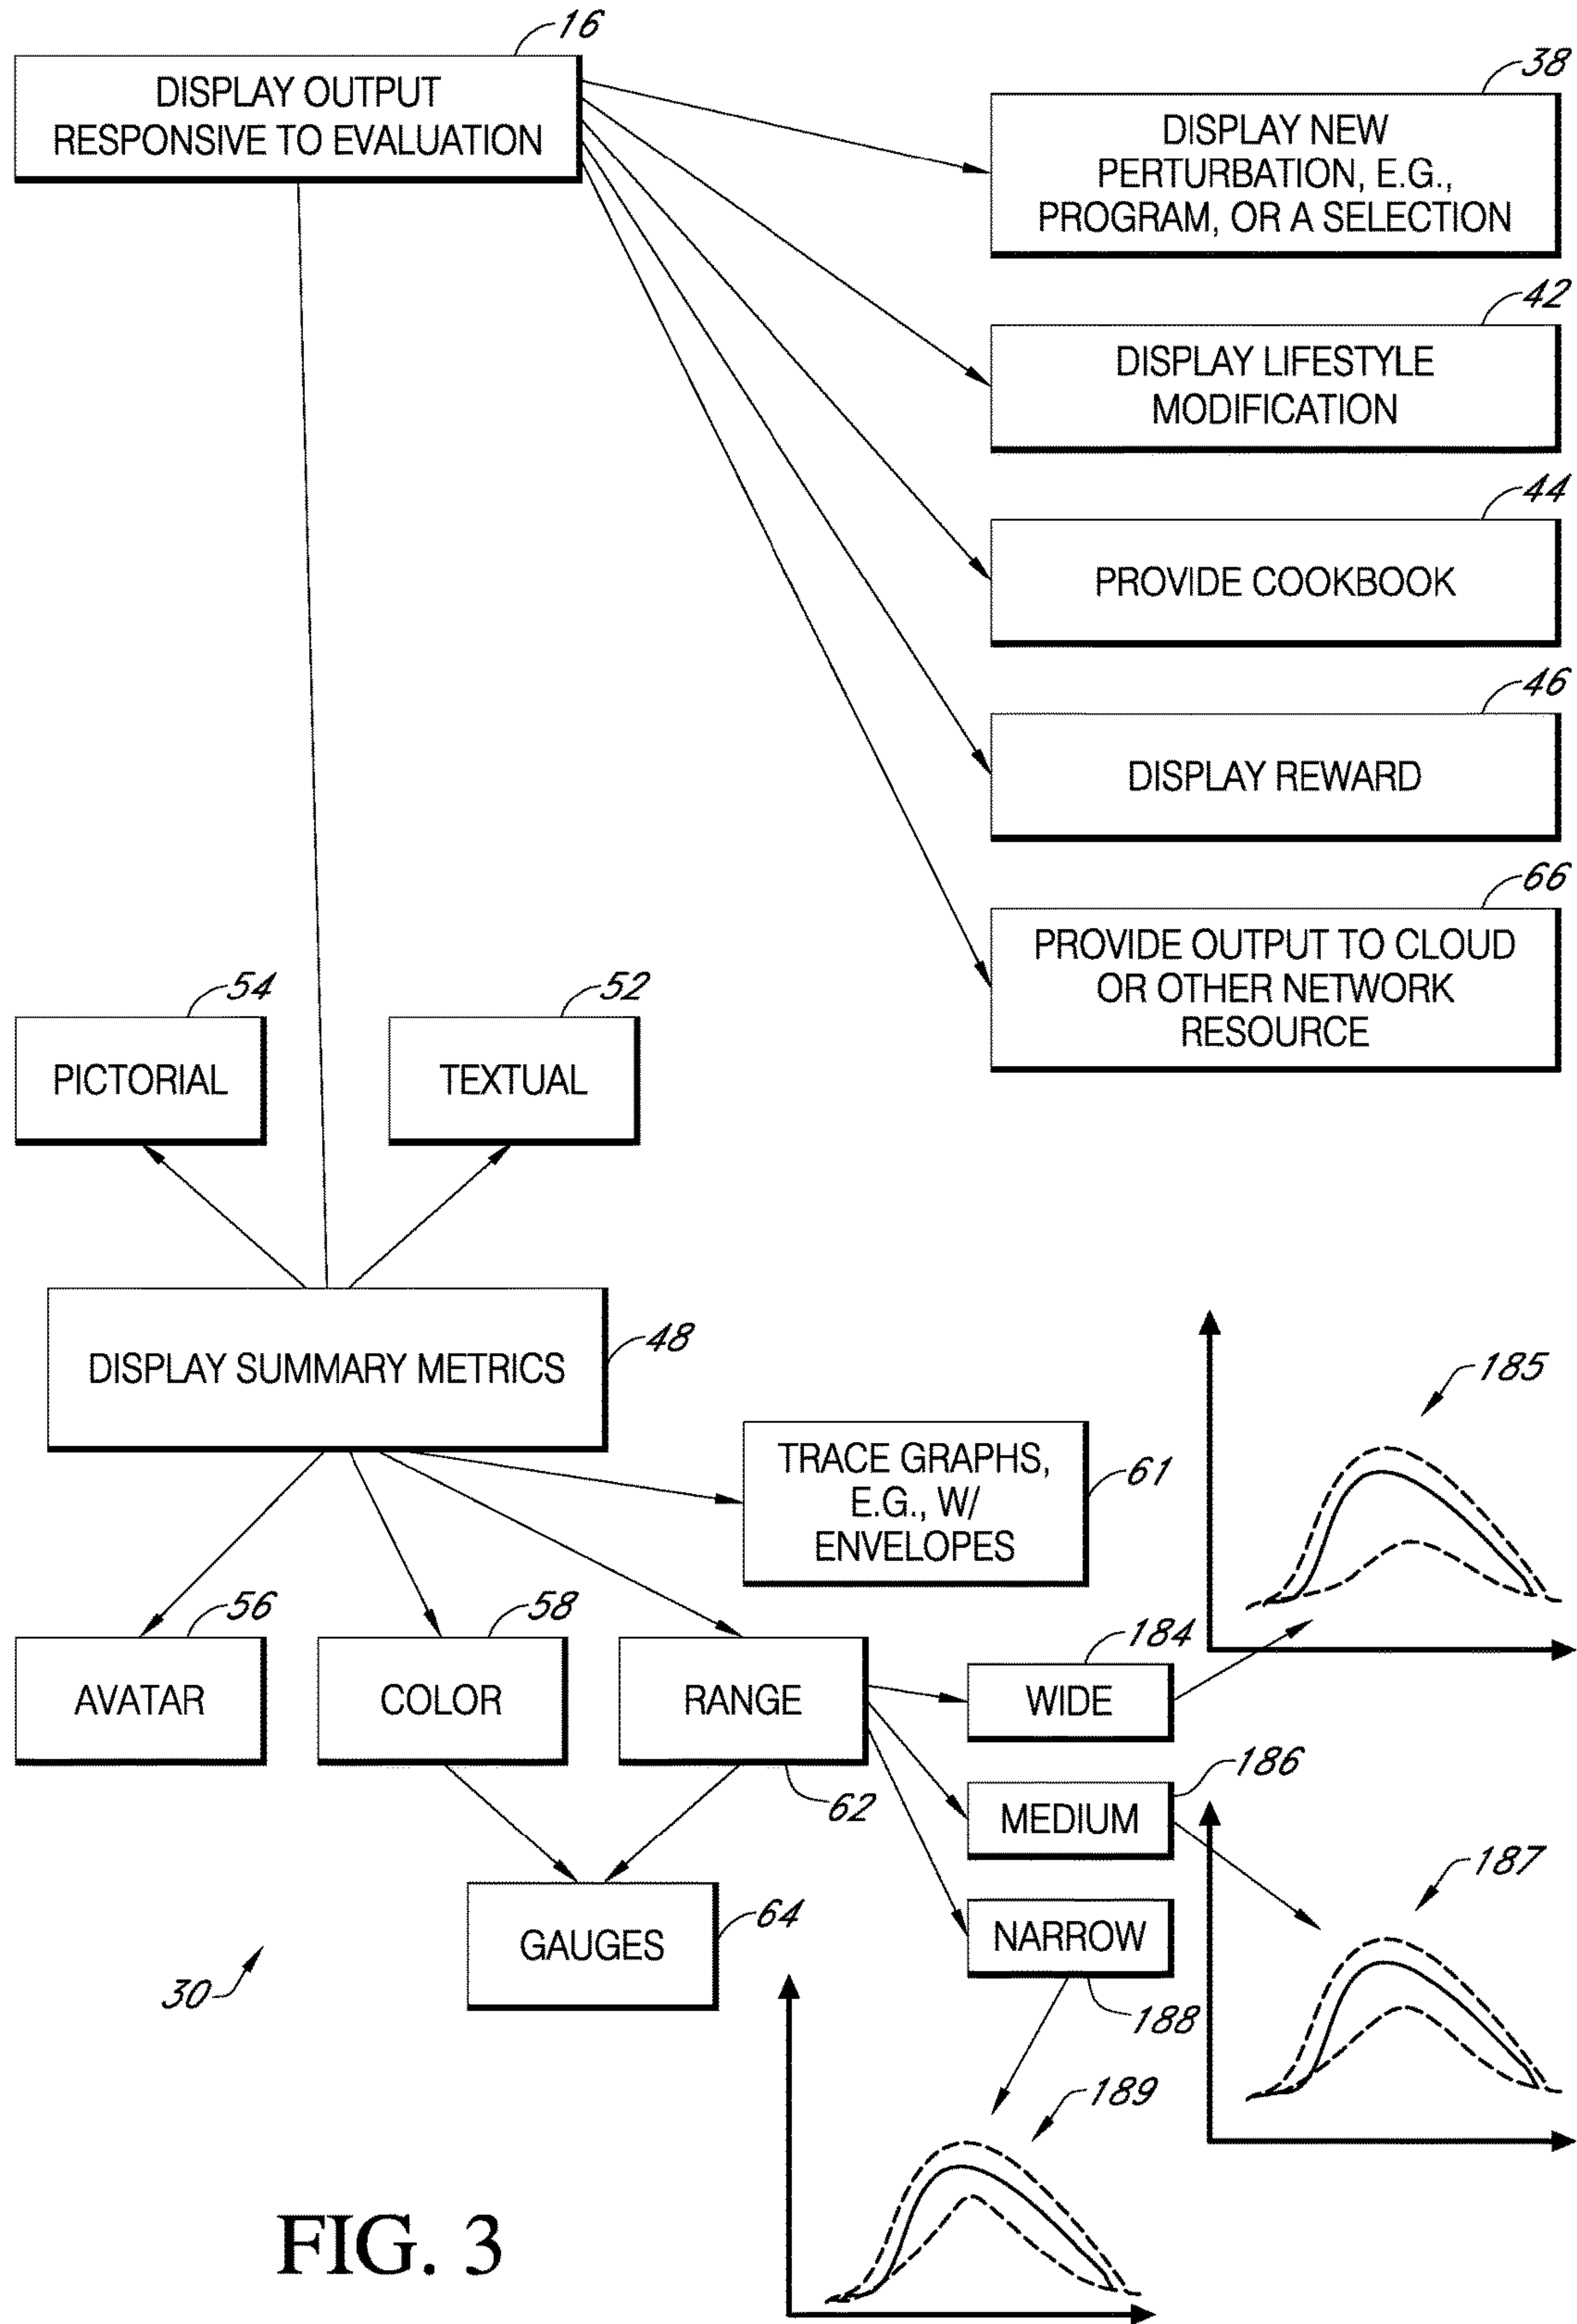 16
DISPLAY OUTPUT
RESPONSIVE TO EVALUATION
38
DISPLAY NEW
PERTURBATION, E.G.,
PROGRAM, OR A SELECTION
42
DISPLAY LIFESTYLE
MODIFICATION
44
PROVIDE COOKBOOK
46
DISPLAY REWARD
66
PROVIDE OUTPUT TO CLOUD
OR OTHER NETWORK
RESOURCE
54
PICTORIAL
52
TEXTUAL
48
DISPLAY SUMMARY METRICS
61
TRACE GRAPHS,
E.G., W/
ENVELOPES
185
56
AVATAR
58
COLOR
RANGE
62
184
WIDE
186
MEDIUM
187
NARROW
188
GAUGES
64
30
189
FIG. 3